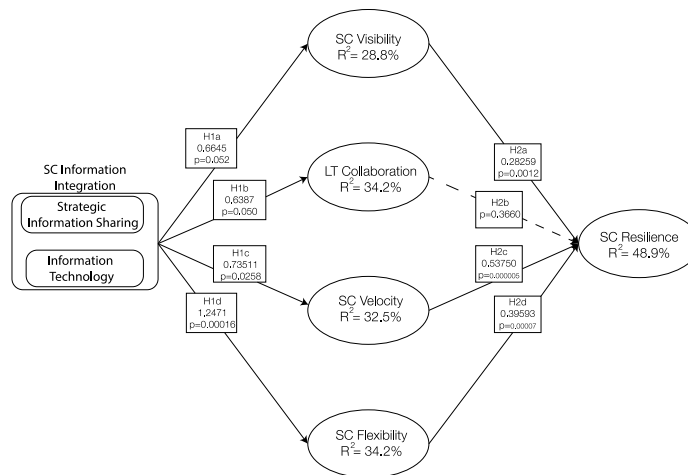 SC Visibility
R²= 28.8%
H1a
0.6645
p=0.052
H2a
0.28259
p=0.0012
SC Information
Integration
Strategic
Information Sharing
Information
Technology
H1b
0,6387
p=0.050
LT Collaboration
R²= 34.2%
H2b
p=0.3660
SC Resilience
R²= 48.9%
H1c
0.73511
p=0.0258
H2c
0.53750
p=0.000005
SC Velocity
R²= 32.5%
H1d
1,2471
p=0.00016
H2d
0.39593
p=0.00007
SC Flexibility
R²= 34.2%